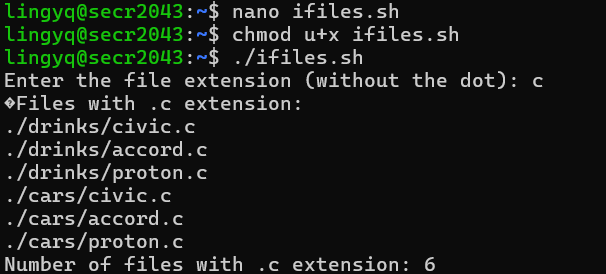 lingyq@secr2043:~$ nano ifiles.sh
lingyq@secr2043:~$ chmod u+x ifiles.sh
lingyq@secr2043:~$ ./ifiles.sh
Enter the file extension (without the dot): c
�Files with .c extension:
./drinks/civic.c
./drinks/accord.c
./drinks/proton.c
./cars/civic.c
./cars/accord.c
./cars/proton.c
Number of files with .c extension: 6